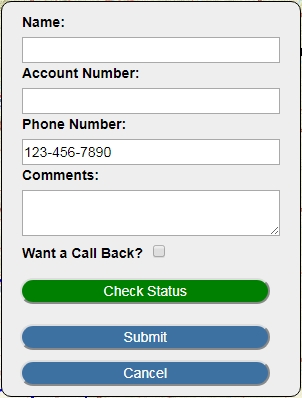 Name:
Account Number:
Phone Number:
123-456-7890
Comments:
Want a Call Back?
Check Status
Submit
Cancel